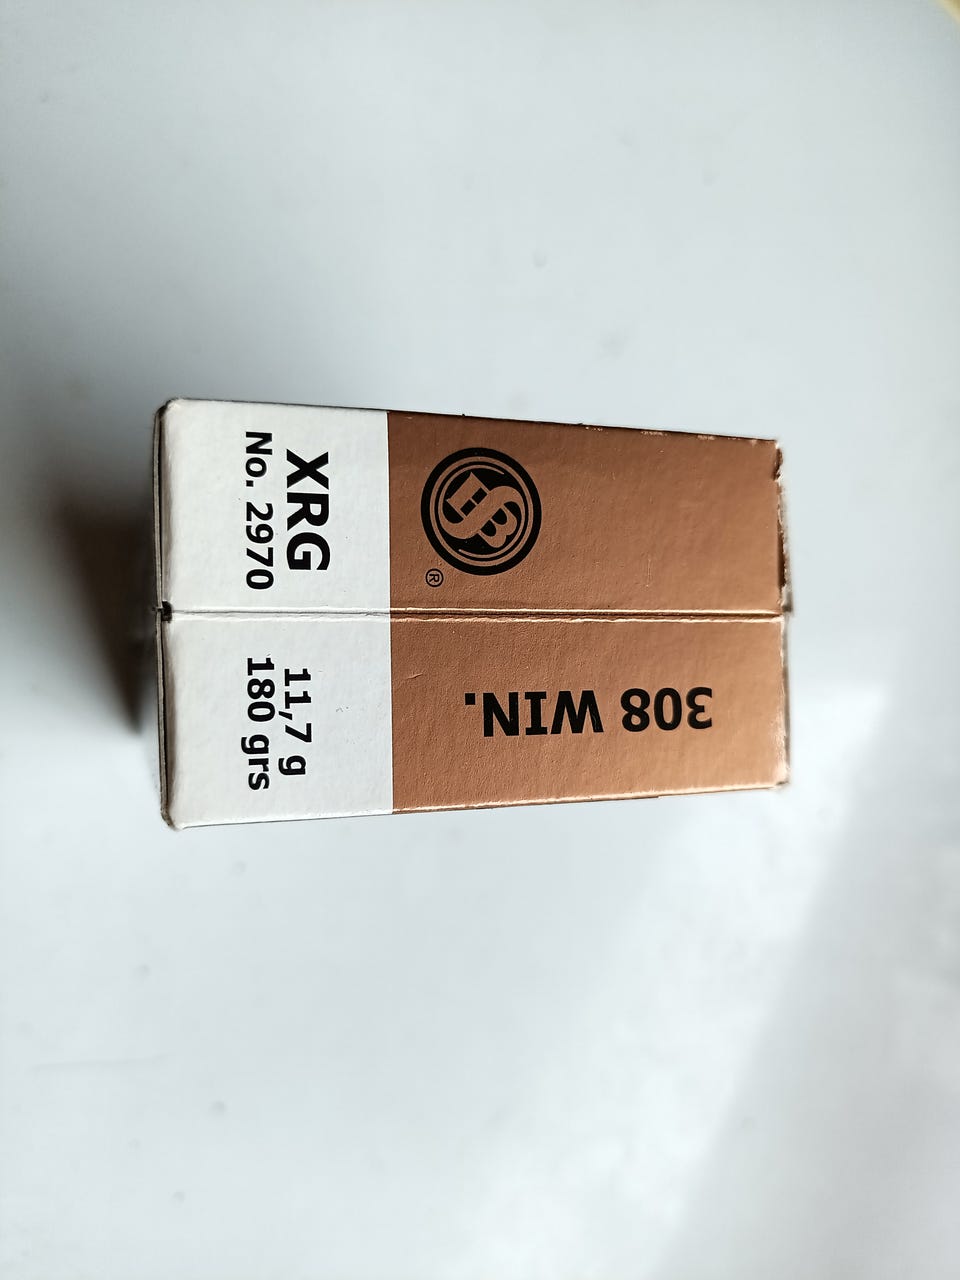 XRG
No. 2970
11,7 g
180 grs
S&B
®
308 WIN.